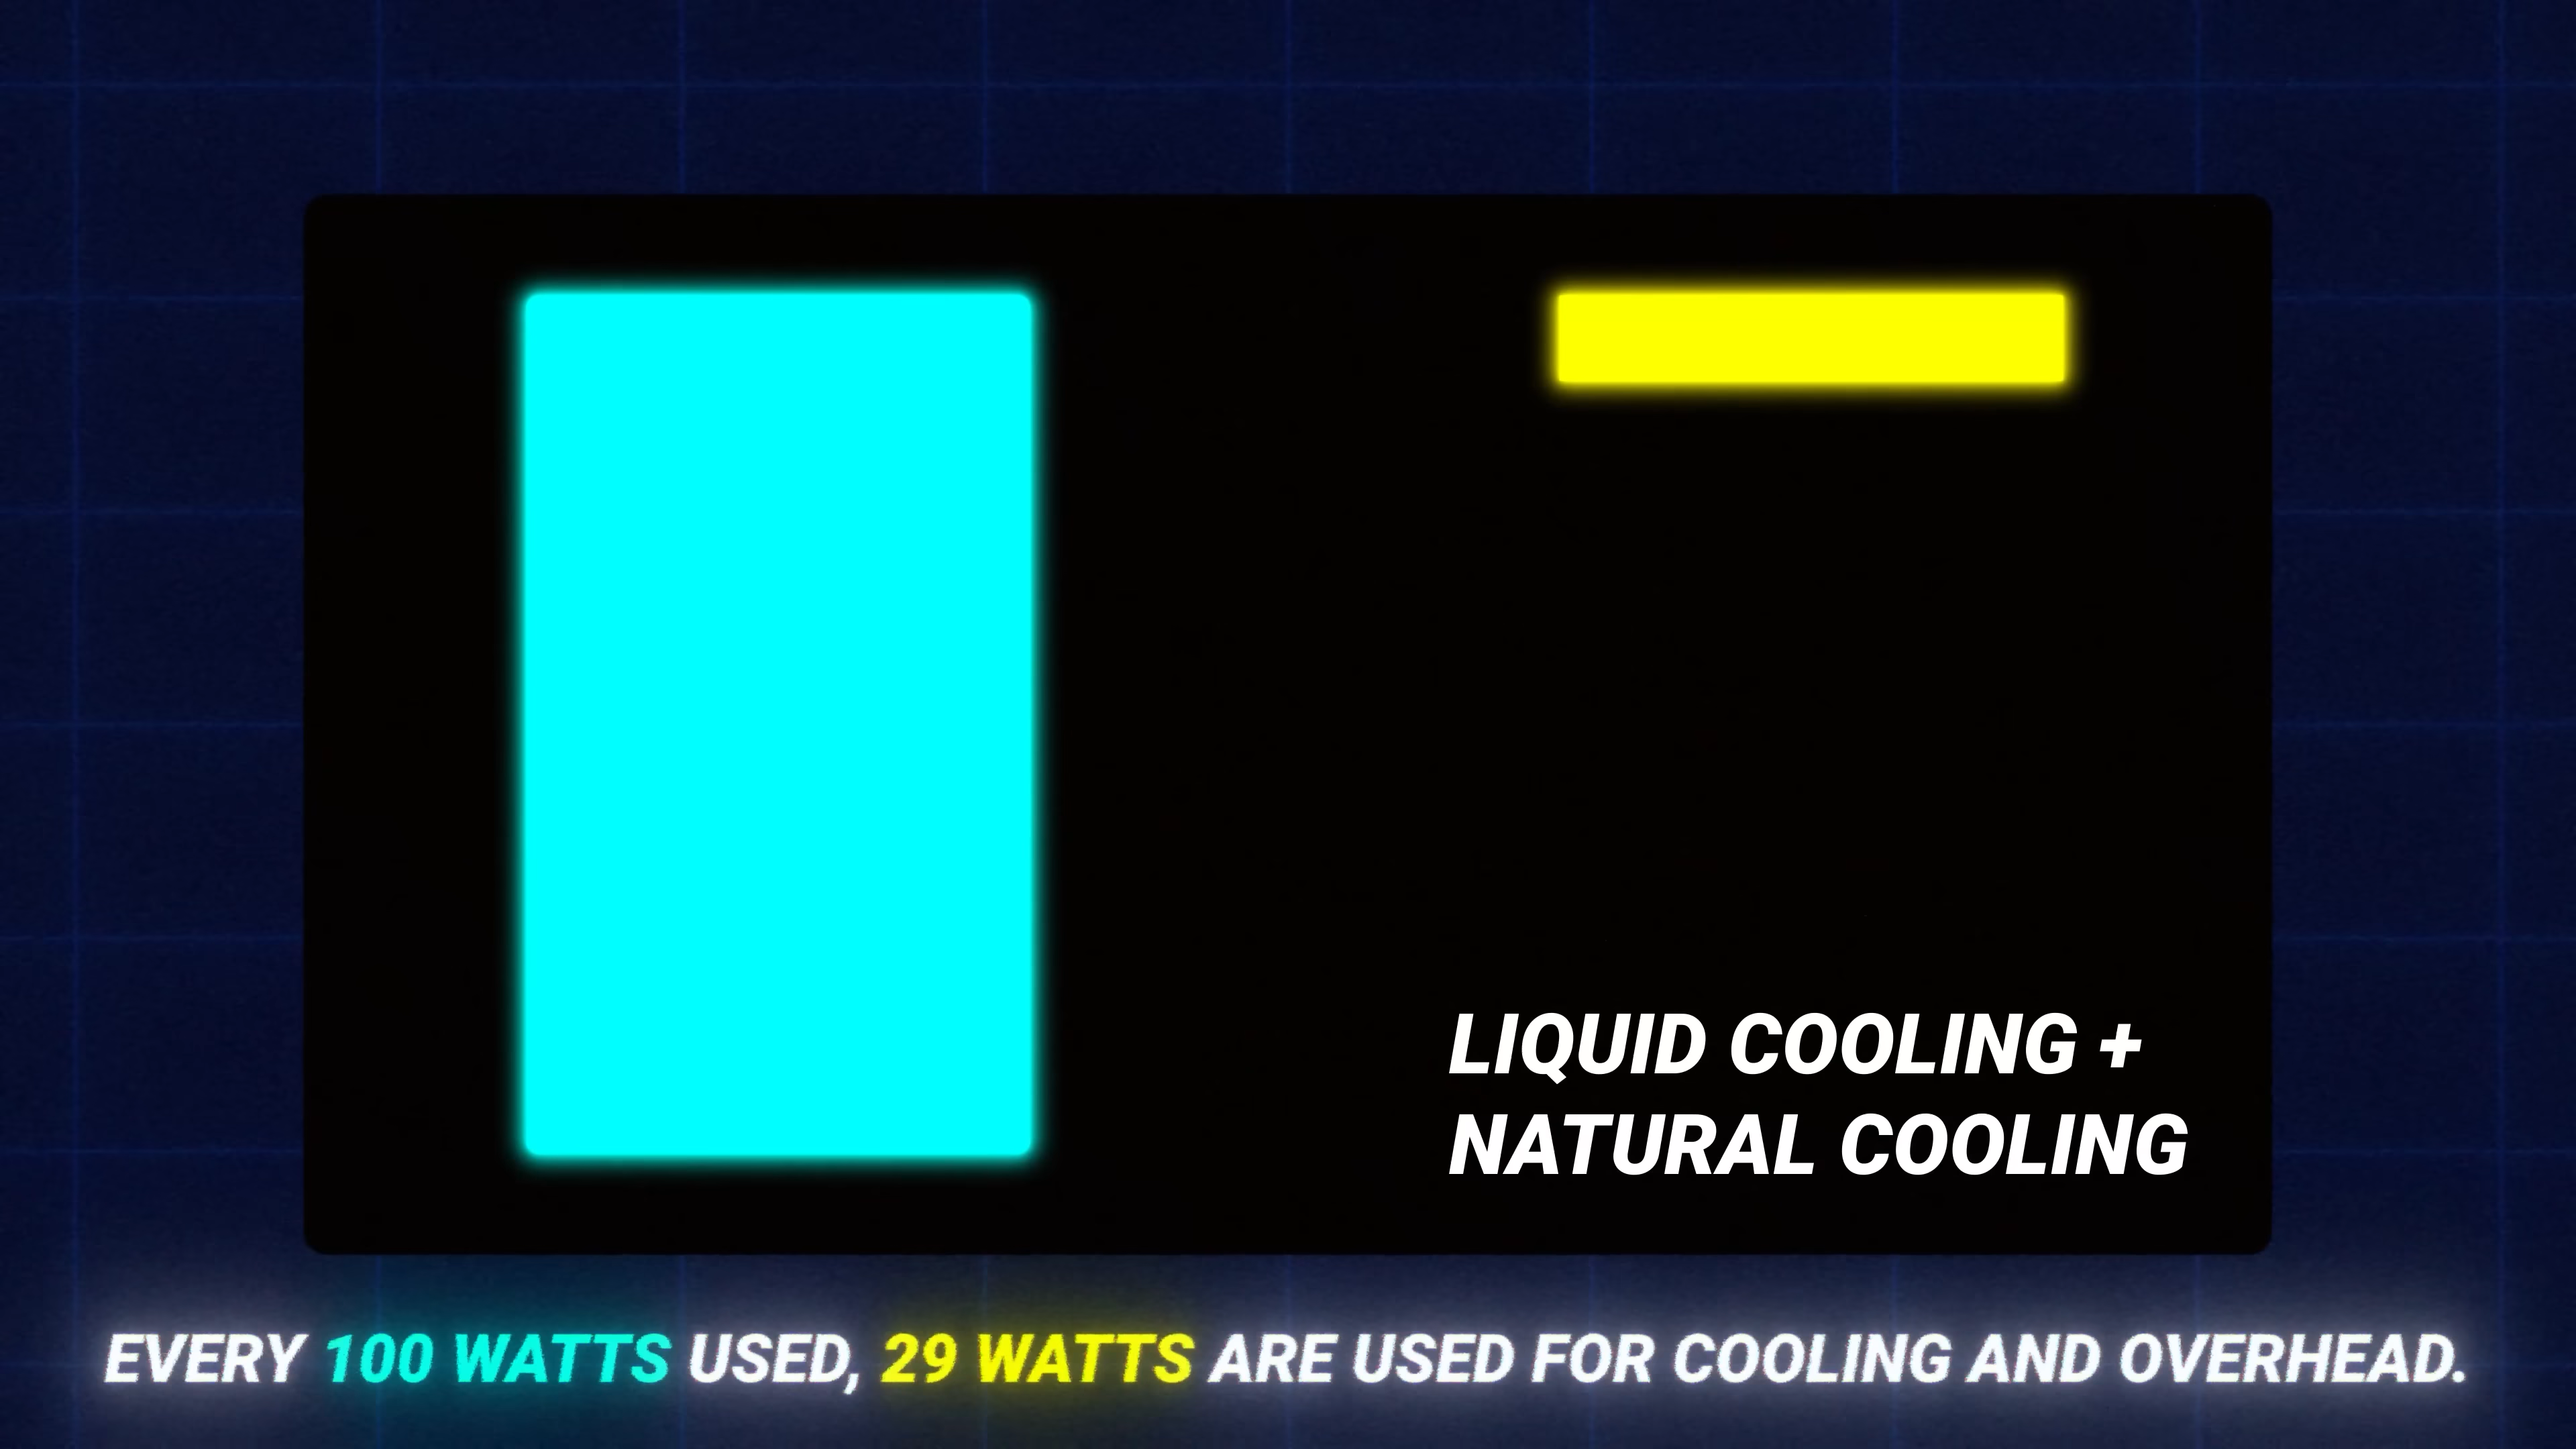 LIQUID COOLING +
NATURAL COOLING
EVERY 100 WATTS USED, 29 WATTS ARE USED FOR COOLING AND OVERHEAD.